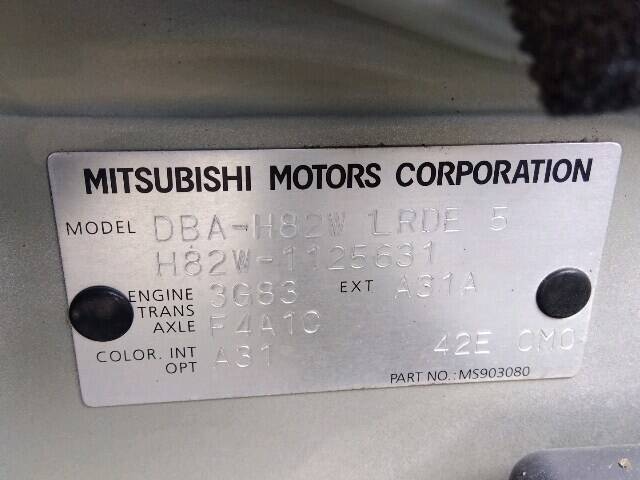 MITSUBISHI MOTORS CORPORATION
MODEL DBA-H82W LRDE 5
H82W-1125631
ENGINE 3G83 EXT A31A
TRANS AXLE F4A1C
COLOR. INT A31 42E CMO
OPT
PART NO.: MS903080